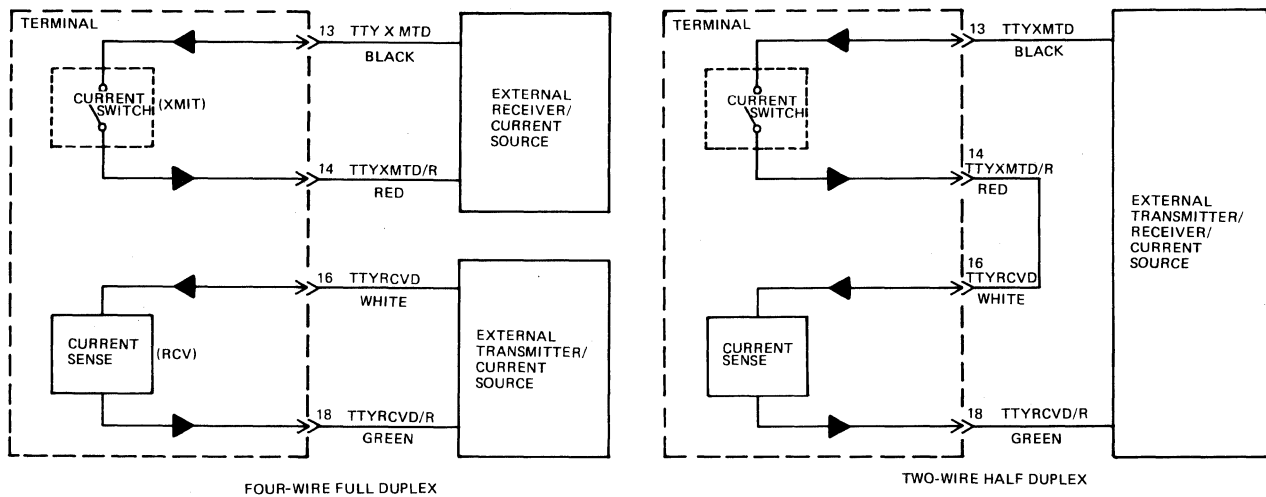 TERMINAL
13 TTY X MTD
BLACK
CURRENT
SWITCH (XMIT)
EXTERNAL
RECEIVER/
CURRENT
SOURCE
14 TTYXMTD/R
RED
16 TTYRCVD
WHITE
CURRENT
SENSE
(RCV)
EXTERNAL
TRANSMITTER/
CURRENT
SOURCE
18 TTYRCVD/R
GREEN
FOUR-WIRE FULL DUPLEX
TERMINAL
13 TTYXMTD
BLACK
CURRENT
SWITCH
14
TTYXMTD/R
RED
EXTERNAL
TRANSMITTER/
RECEIVER/
CURRENT
SOURCE
16
TTYRCVD
WHITE
CURRENT
SENSE
18 TTYRCVD/R
GREEN
TWO-WIRE HALF DUPLEX